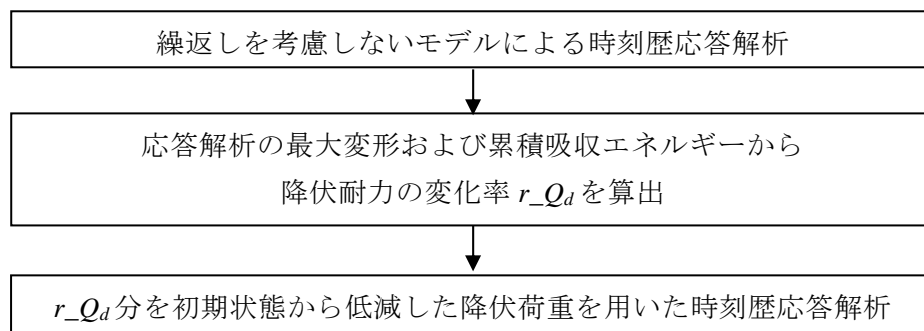 繰返しを考慮しないモデルによる時刻歴応答解析
応答解析の最大変形および累積吸収エネルギーから
降伏耐力の変化率 r_Qd を算出
r_Qd 分を初期状態から低減した降伏荷重を用いた時刻歴応答解析